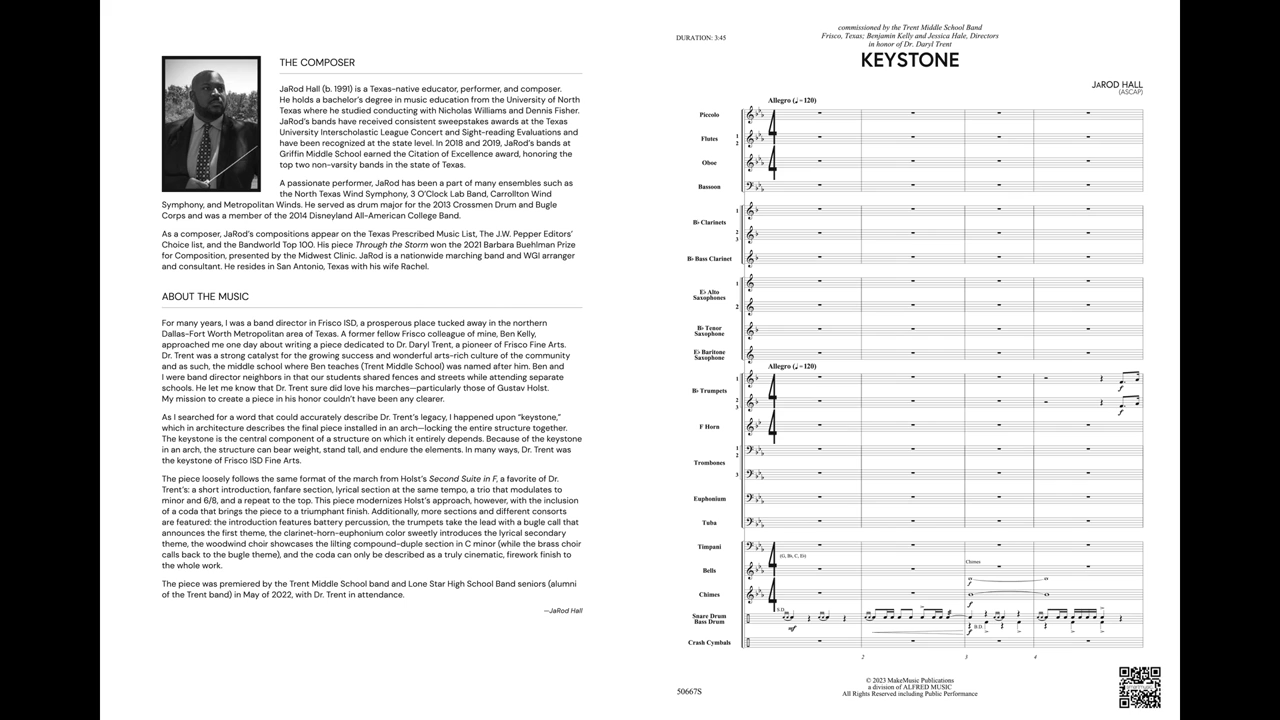 THE COMPOSER
JaRod Hall (b. 1991) is a Texas-native educator, performer, and composer.
He holds a bachelor's degree in music education from the University of North
Texas where he studied conducting with Nicholas Williams and Dennis Fisher.
JaRod's bands have received consistent sweepstakes awards at the Texas
University Interscholastic League Concert and Sight-reading Evaluations and
have been recognized at the state level. In 2018 and 2019, JaRod's bands at
Griffin Middle School earned the Citation of Excellence award, honoring the
top two non-varsity bands in the state of Texas.
A passionate performer, JaRod has been a part of many ensembles such as
the North Texas Wind Symphony, 3 O'Clock Lab Band, Carrollton Wind
Symphony, and Metropolitan Winds. He served as drum major for the 2013 Crossmen Drum and Bugle
Corps and was a member of the 2014 Disneyland All-American College Band.
As a composer, JaRod's compositions appear on the Texas Prescribed Music List, The J.W. Pepper Editors'
Choice list, and the Bandworld Top 100. His piece Through the Storm won the 2021 Barbara Buehlman Prize
for Composition, presented by the Midwest Clinic. JaRod is a nationwide marching band and WGI arranger
and consultant. He resides in San Antonio, Texas with his wife Rachel.
ABOUT THE MUSIC
For many years, I was a band director in Frisco ISD, a prosperous place tucked away in the northern
Dallas-Fort Worth Metropolitan area of Texas. A former fellow Frisco colleague of mine, Ben Kelly,
approached me one day about writing a piece dedicated to Dr. Daryl Trent, a pioneer of Frisco Fine Arts.
Dr. Trent was a strong catalyst for the growing success and wonderful arts-rich culture of the community
and as such, the middle school where Ben teaches (Trent Middle School) was named after him. Ben and
I were band director neighbors in that our students shared fences and streets while attending separate
schools. He let me know that Dr. Trent sure did love his marches—particularly those of Gustav Holst.
My mission to create a piece in his honor couldn't have been any clearer.
As I searched for a word that could accurately describe Dr. Trent's legacy, I happened upon "keystone,"
which in architecture describes the final piece installed in an arch—locking the entire structure together.
The keystone is the central component of a structure on which it entirely depends. Because of the keystone
in an arch, the structure can bear weight, stand tall, and endure the elements. In many ways, Dr. Trent was
the keystone of Frisco ISD Fine Arts.
The piece loosely follows the same format of the march from Holst's Second Suite in F, a favorite of Dr.
Trent's: a short introduction, fanfare section, lyrical section at the same tempo, a trio that modulates to
minor and 6/8, and a repeat to the top. This piece modernizes Holst's approach, however, with the inclusion
of a coda that brings the piece to a triumphant finish. Additionally, more sections and different consorts
are featured: the introduction features battery percussion, the trumpets take the lead with a bugle call that
announces the first theme, the clarinet-horn-euphonium color sweetly introduces the lyrical secondary
theme, the woodwind choir showcases the lilting compound-duple section in C minor (while the brass choir
calls back to the bugle theme), and the coda can only be described as a truly cinematic, firework finish to
the whole work.
The piece was premiered by the Trent Middle School band and Lone Star High School Band seniors (alumni
of the Trent band) in May of 2022, with Dr. Trent in attendance.
—JaRod Hall
commissioned by the Trent Middle School Band
Frisco, Texas; Benjamin Kelly and Jessica Hale, Directors
in honor of Dr. Daryl Trent
DURATION: 3:45
KEYSTONE
JAROD HALL
(ASCAP)
Allegro (♩=120)
Piccolo
Flutes 1 2
Oboe
Bassoon
B♭ Clarinets 1 2 3
B♭ Bass Clarinet
E♭ Alto
Saxophones 1 2
B♭ Tenor
Saxophone
E♭ Baritone
Saxophone
Allegro (♩=120)
B♭ Trumpets 1 2 3
f
f
F Horn
Trombones 1 2 3
Euphonium
Tuba
Timpani
(G, B♭, C, E♭)
Bells
Chimes
f
Chimes
f
Snare Drum
Bass Drum
S.D.
mf
f
B.D.
f
Crash Cymbals
2 3 4
50667S
© 2023 MakeMusic Publications
a division of ALFRED MUSIC
All Rights Reserved including Public Performance